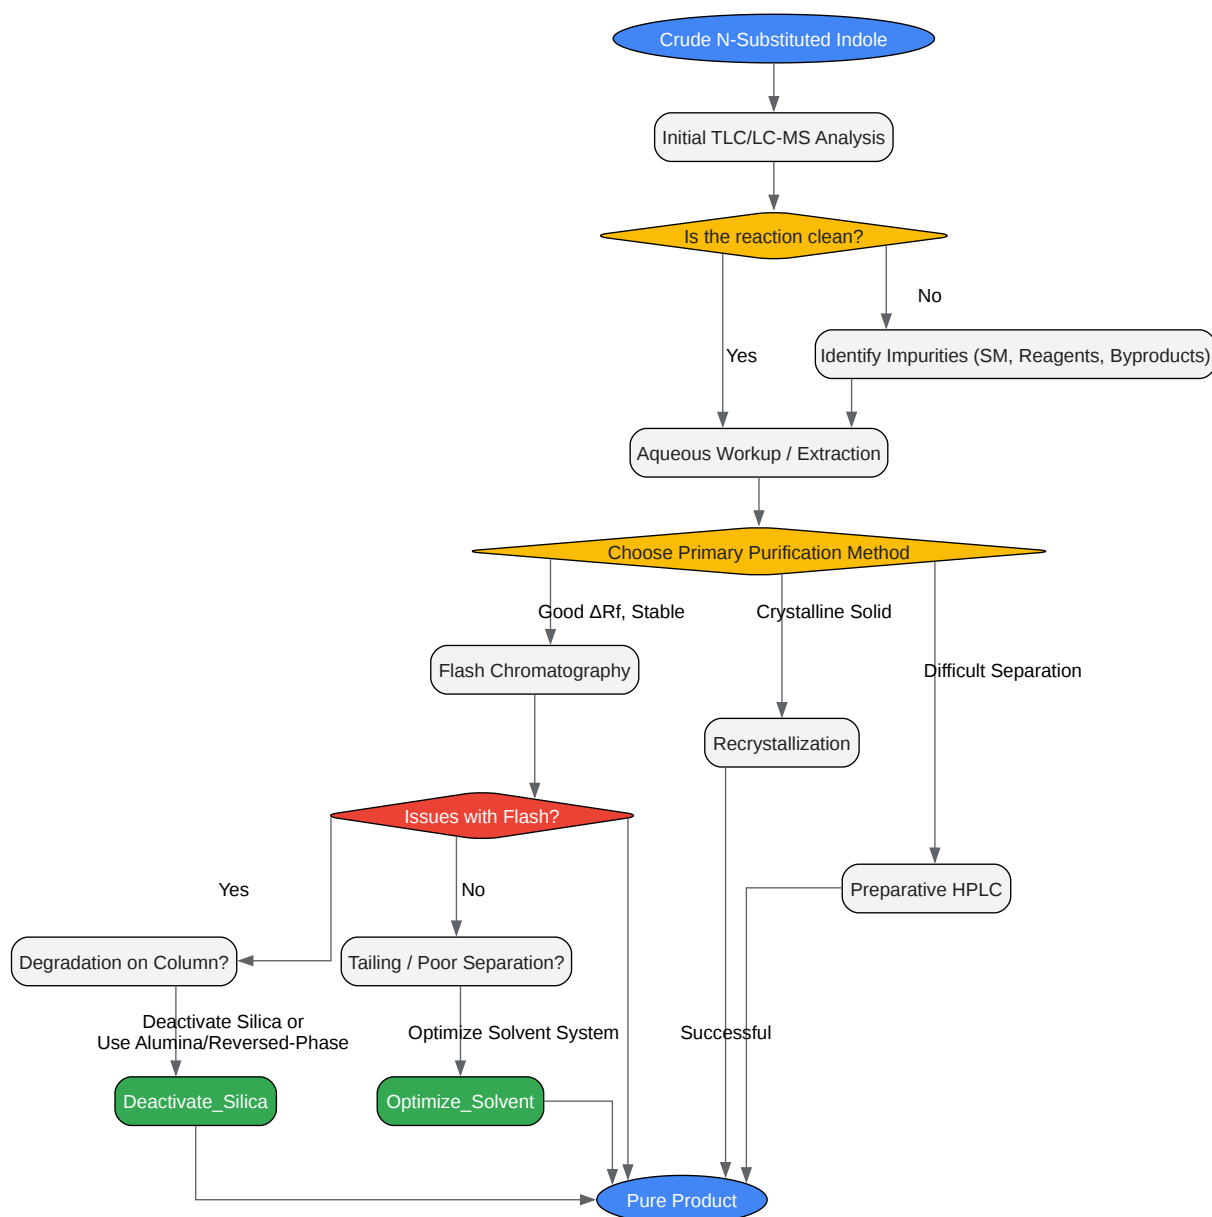 Crude N-Substituted Indole
Initial TLC/LC-MS Analysis
Is the reaction clean?
No
Yes
Identify Impurities (SM, Reagents, Byproducts)
Aqueous Workup / Extraction
Choose Primary Purification Method
Good ΔRf, Stable
Crystalline Solid
Flash Chromatography
Difficult Separation
Recrystallization
Issues with Flash?
Yes
No
Preparative HPLC
Degradation on Column?
Tailing / Poor Separation?
Deactivate Silica or
Use Alumina/Reversed-Phase
Optimize Solvent System
Successful
Deactivate_Silica
Optimize_Solvent
Pure Product